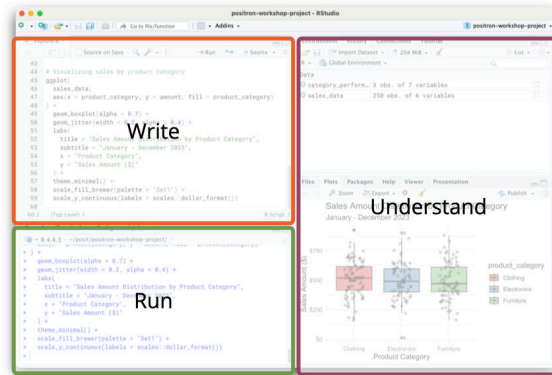 positron-workshop-project - RStudio
Go to file/function
Addins
positron-workshop-project
Source on Save
Run
Source
43
44 # Visualizing sales by product category
45 ggplot(
46 sales_data,
47 aes(x = product_category, y = amount, fill = product_category)
48 ) +
49 geom_boxplot(alpha = 0.7) +
50 geom_jitter(width = 0.2, alpha = 0.4) +
51 labs(
52 title = "Sales Amount Distribution by Product Category",
53 subtitle = "January - December 2023",
54 x = "Product Category",
55 y = "Sales Amount ($)"
56 ) +
57 theme_minimal() +
58 scale_fill_brewer(palette = "Set1") +
59 scale_y_continuous(labels = scales::dollar_format())
60
60:1 (Top Level) R Script
Write
R 4.4.3 · ~/posit/positron-workshop-project/
+ ) +
+ geom_boxplot(alpha = 0.7) +
+ geom_jitter(width = 0.2, alpha = 0.4) +
+ labs(
+ title = "Sales Amount Distribution by Product Category",
+ subtitle = "January - December 2023",
+ x = "Product Category",
+ y = "Sales Amount ($)"
+ ) +
+ theme_minimal() +
+ scale_fill_brewer(palette = "Set1") +
+ scale_y_continuous(labels = scales::dollar_format())
>
Run
Environment History Connections Tutorial
Import Dataset 204 MiB List
R Global Environment
Data
category_perform… 3 obs. of 7 variables
sales_data 250 obs. of 6 variables
Files Plots Packages Help Viewer Presentation
Zoom Export Publish
Understand
Sales Amount
Category
January - December 2023
Sales Amount ($)
$750
$500
$250
$0
Clothing Electronics Furniture
Product Category
product_category
Clothing
Electronics
Furniture